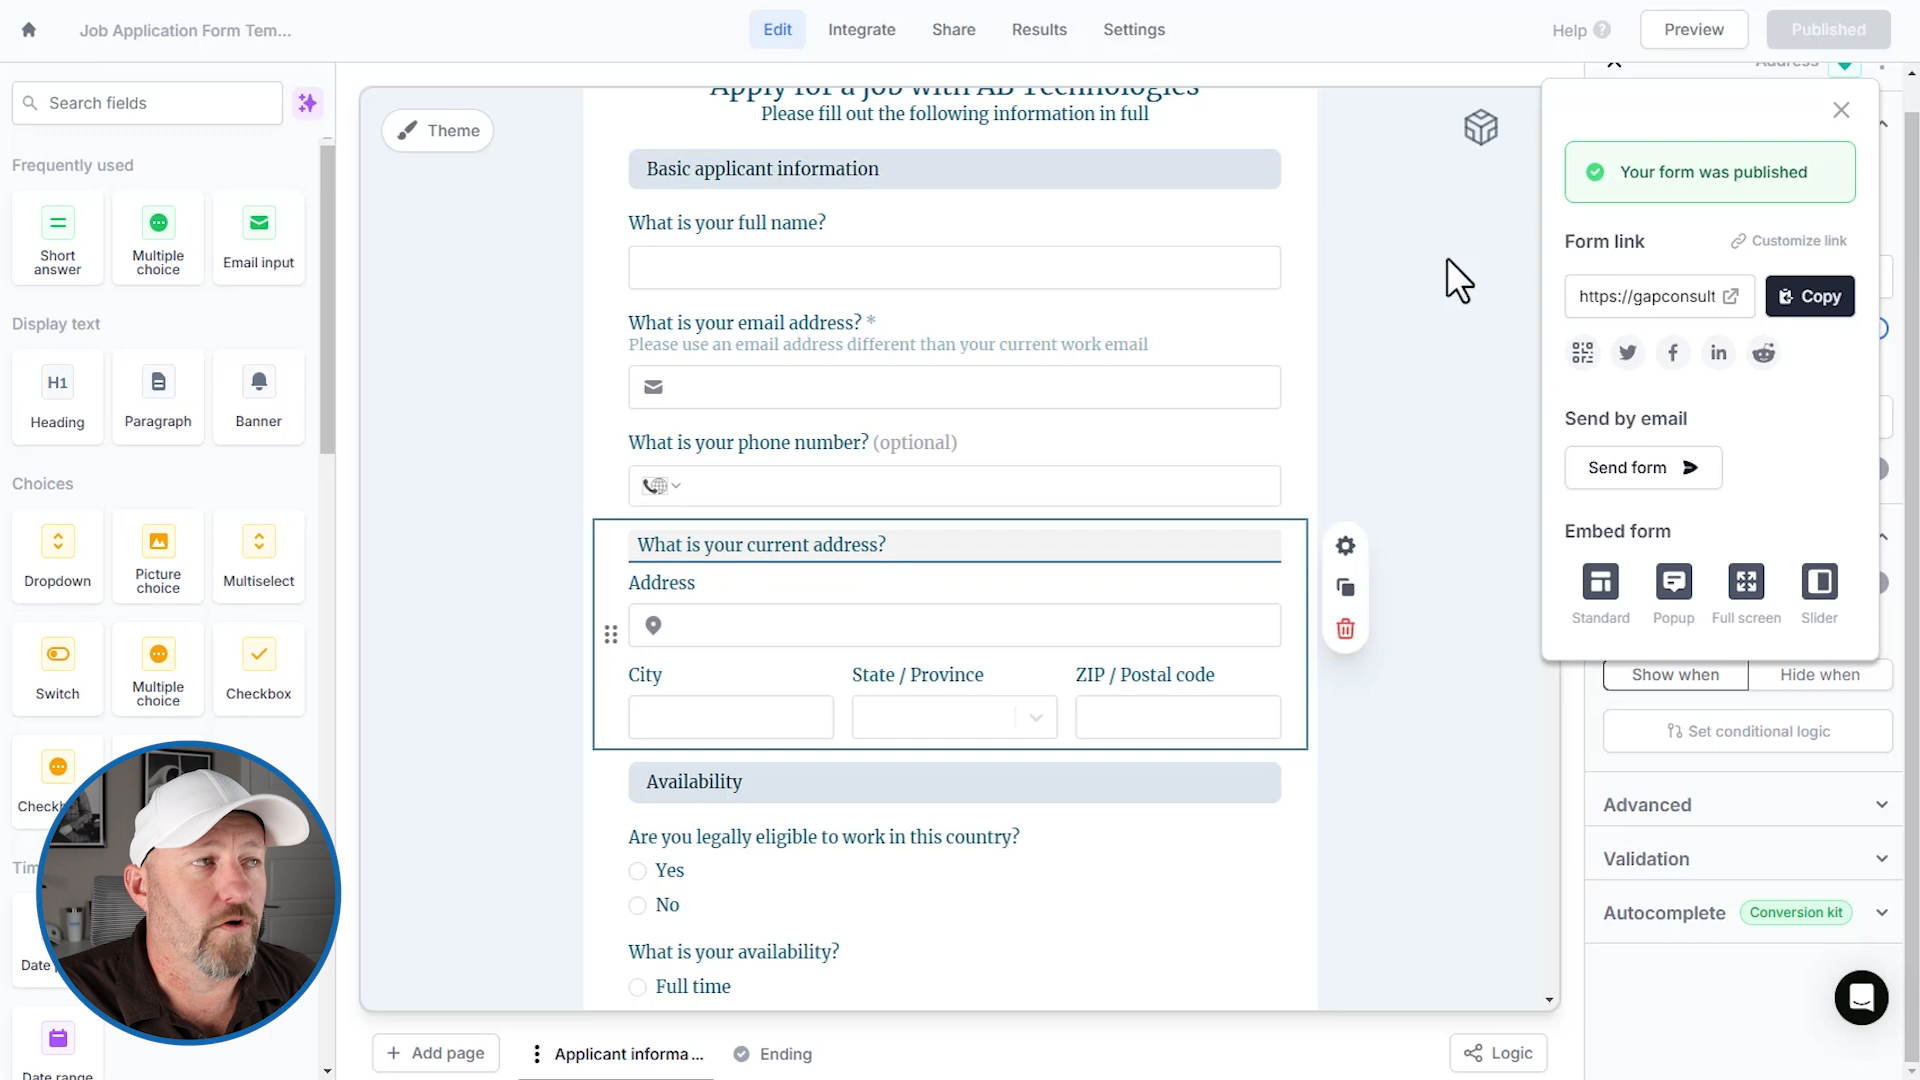 Job Application Form Tem...
Edit
Integrate
Share
Results
Settings
Help
Preview
Published
Search fields
Frequently used
Short answer
Multiple choice
Email input
Display text
H1
Heading
Paragraph
Banner
Choices
Dropdown
Picture choice
Multiselect
Switch
Multiple choice
Checkbox
Date range
Theme
Apply for a job with AB Technologies
Please fill out the following information in full
Basic applicant information
What is your full name?
What is your email address? *
Please use an email address different than your current work email
What is your phone number? (optional)
What is your current address?
Address
City
State / Province
ZIP / Postal code
Availability
Are you legally eligible to work in this country?
Yes
No
What is your availability?
Full time
+ Add page
Applicant informa...
Ending
Logic
Address
Your form was published
Form link
Customize link
https://gapconsult
Copy
Send by email
Send form
Embed form
Standard
Popup
Full screen
Slider
Show when
Hide when
Set conditional logic
Advanced
Validation
Autocomplete
Conversion kit